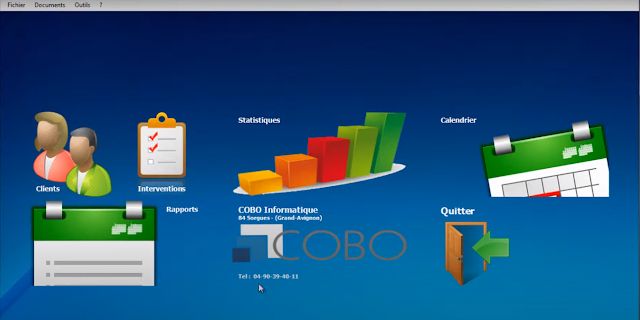 Fichier Documents Outils ?
Statistiques
Calendrier
Clients
Interventions
Rapports
COBO Informatique
84 Sorgues - (Grand-Avignon)
COBO
Tel : 04-90-39-40-11
Quitter